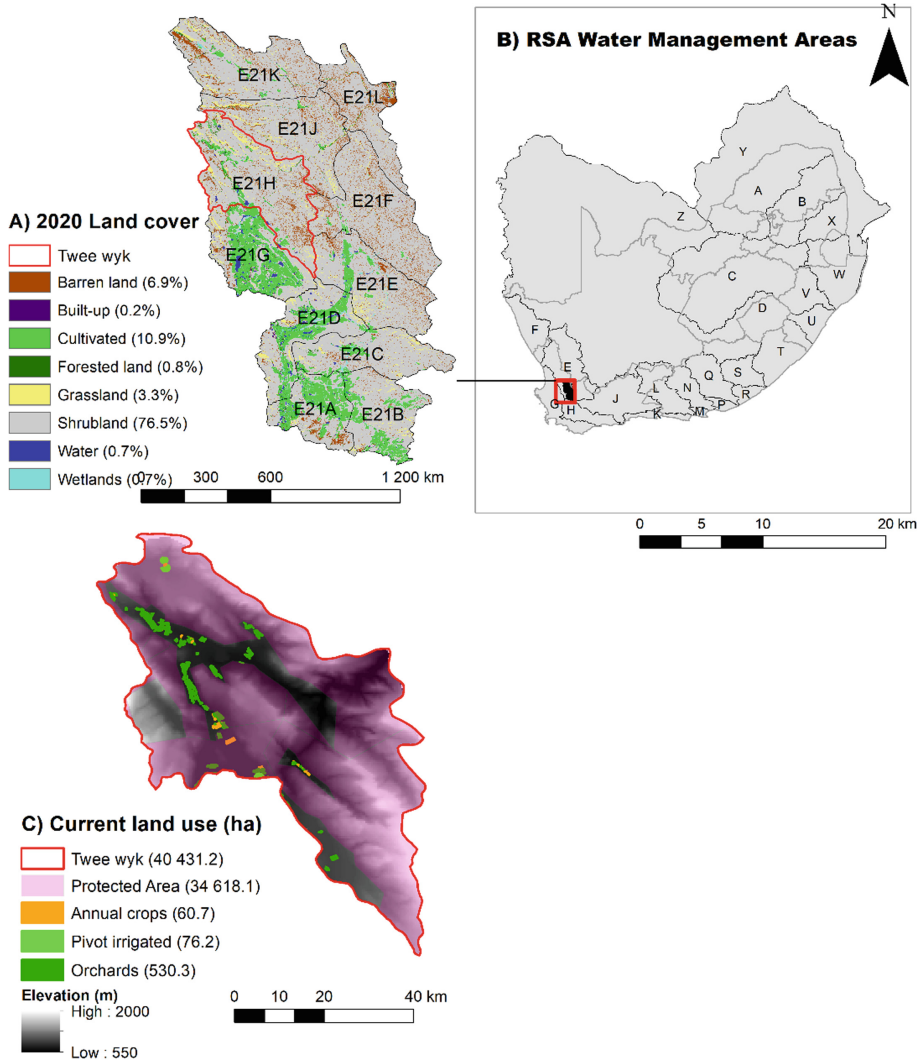 N
B) RSA Water Management Areas
E21K
E21L
E21J
E21H
E21F
E21G
E21E
E21D
E21C
E21A
E21B
A) 2020 Land cover
Twee wyk
Barren land (6.9%)
Built-up (0.2%)
Cultivated (10.9%)
Forested land (0.8%)
Grassland (3.3%)
Shrubland (76.5%)
Water (0.7%)
Wetlands (0.7%)
0 300 600 1 200 km
Y
A
B
X
Z
W
C
V
D
U
F
T
E
Q
S
L
N
R
J
G
H
P
K
M
0 5 10 20 km
C) Current land use (ha)
Twee wyk (40 431.2)
Protected Area (34 618.1)
Annual crops (60.7)
Pivot irrigated (76.2)
Orchards (530.3)
Elevation (m)
High : 2000
Low : 550
0 10 20 40 km